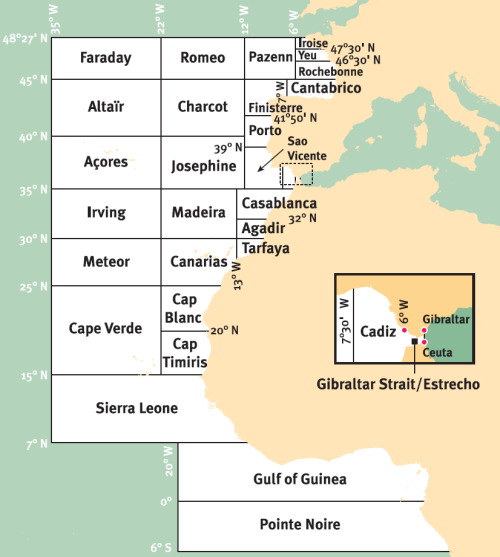 35° W
22° W
12° W
6° W
48°27' N
Faraday
Romeo
Pazenn
Iroise
47°30' N
Yeu
46°30' N
Rochebonne
45° N
7° W
Cantabrico
Altaïr
Charcot
Finisterre
41°50' N
Porto
40° N
39° N
Sao
Vicente
Açores
Josephine
35° N
Casablanca
Irving
Madeira
32° N
Agadir
30° N
Tarfaya
Meteor
Canarias
13° W
25° N
Cap
Blanc
Cape Verde
20° N
Cap
Timiris
15° N
Sierra Leone
7° N
20° W
Gulf of Guinea
0°
Pointe Noire
6° S
7°30' W
6° W
Cadiz
Gibraltar
Ceuta
Gibraltar Strait/Estrecho